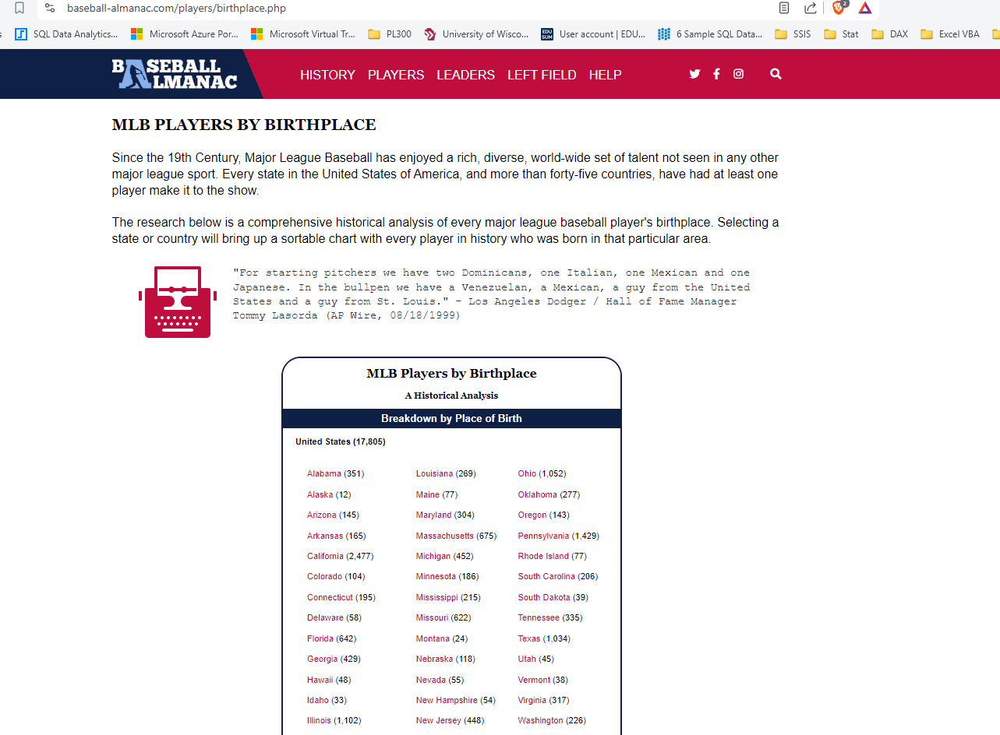 baseball-almanac.com/players/birthplace.php
2
SQL Data Analytics... Microsoft Azure Por... Microsoft Virtual Tr... PL300 University of Wisco... EDU SUM User account | EDU... 6 Sample SQL Data... SSIS Stat DAX Excel VBA
BASEBALL
ALMANAC
HISTORY PLAYERS LEADERS LEFT FIELD HELP
MLB PLAYERS BY BIRTHPLACE
Since the 19th Century, Major League Baseball has enjoyed a rich, diverse, world-wide set of talent not seen in any other
major league sport. Every state in the United States of America, and more than forty-five countries, have had at least one
player make it to the show.
The research below is a comprehensive historical analysis of every major league baseball player's birthplace. Selecting a
state or country will bring up a sortable chart with every player in history who was born in that particular area.
"For starting pitchers we have two Dominicans, one Italian, one Mexican and one
Japanese. In the bullpen we have a Venezuelan, a Mexican, a guy from the United
States and a guy from St. Louis." - Los Angeles Dodger / Hall of Fame Manager
Tommy Lasorda (AP Wire, 08/18/1999)
MLB Players by Birthplace
A Historical Analysis
Breakdown by Place of Birth
United States (17,805)
Alabama (351) Louisiana (269) Ohio (1,052)
Alaska (12) Maine (77) Oklahoma (277)
Arizona (145) Maryland (304) Oregon (143)
Arkansas (165) Massachusetts (675) Pennsylvania (1,429)
California (2,477) Michigan (452) Rhode Island (77)
Colorado (104) Minnesota (186) South Carolina (206)
Connecticut (195) Mississippi (215) South Dakota (39)
Delaware (58) Missouri (622) Tennessee (335)
Florida (642) Montana (24) Texas (1,034)
Georgia (429) Nebraska (118) Utah (45)
Hawaii (48) Nevada (55) Vermont (38)
Idaho (33) New Hampshire (54) Virginia (317)
Illinois (1,102) New Jersey (448) Washington (226)